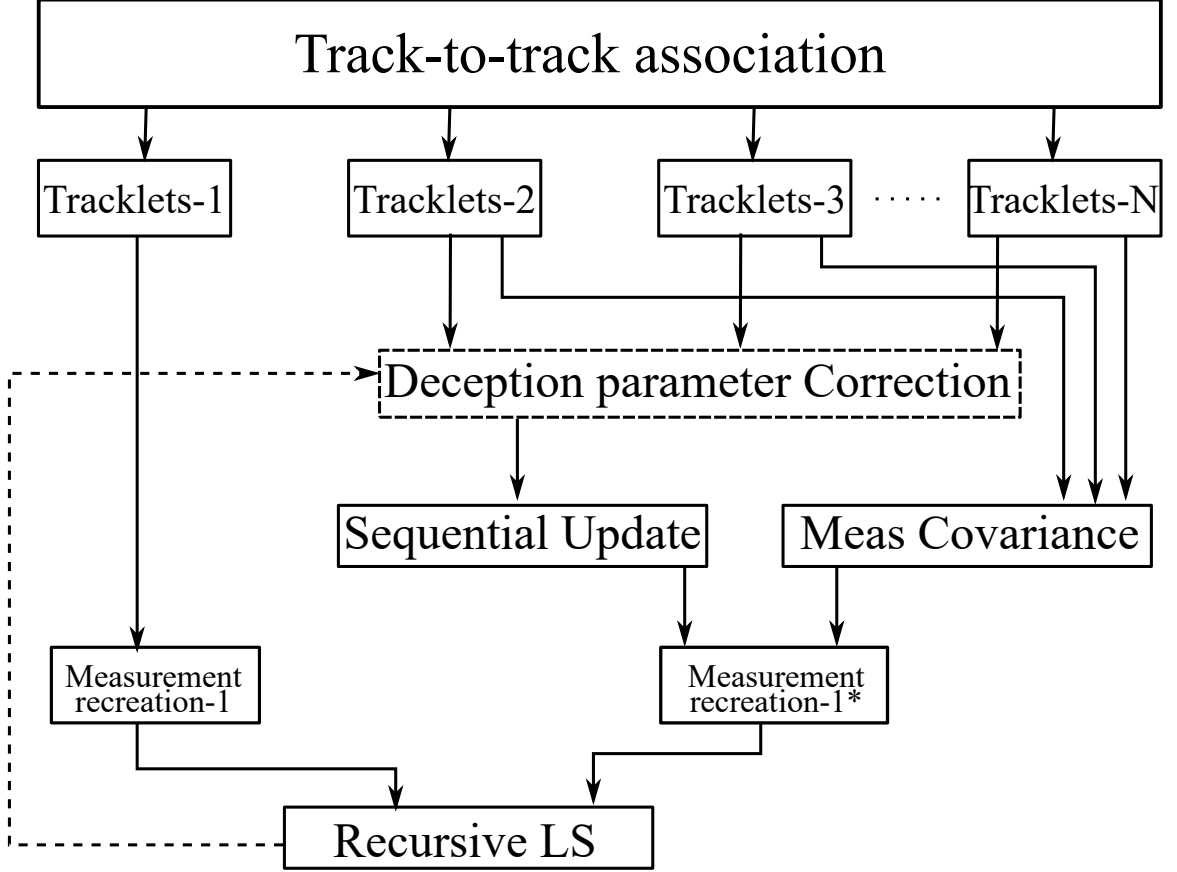 Track-to-track association
Tracklets-1
Tracklets-2
Tracklets-3
.....
Tracklets-N
Deception parameter Correction
Sequential Update
Meas Covariance
Measurement
recreation-1
Measurement
recreation-1*
Recursive LS